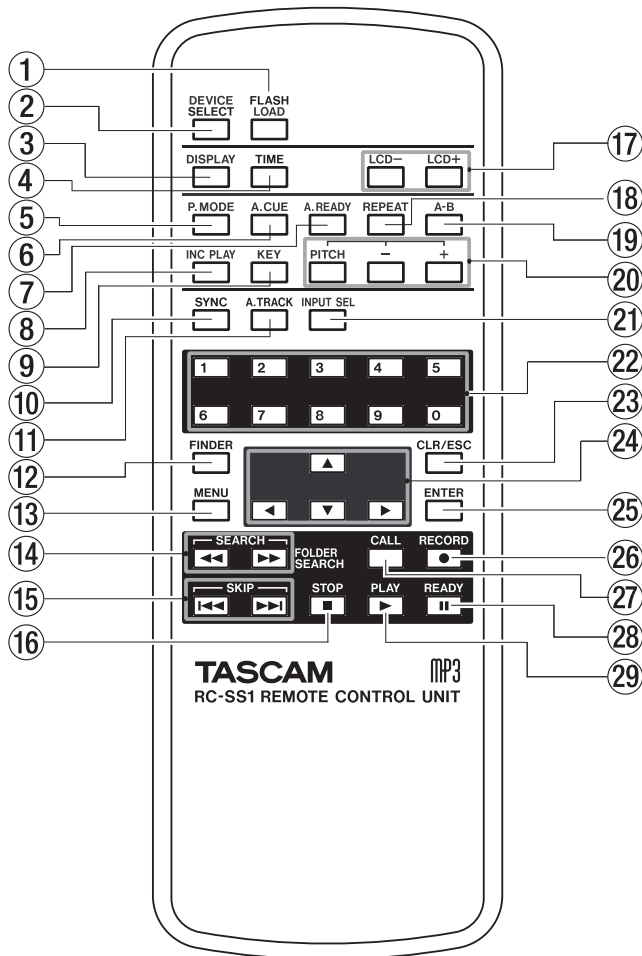 1
2
3
4
5
6
7
8
9
10
11
12
13
14
15
16
17
18
19
20
21
22
23
24
25
26
27
28
29
DEVICE SELECT
FLASH LOAD
DISPLAY TIME LCD− LCD+
P.MODE A.CUE A.READY REPEAT A-B
INC PLAY KEY PITCH − +
SYNC A.TRACK INPUT SEL
1 2 3 4 5
6 7 8 9 0
FINDER CLR/ESC
MENU ENTER
SEARCH FOLDER SEARCH CALL RECORD
SKIP STOP PLAY READY
TASCAM MP3
RC-SS1 REMOTE CONTROL UNIT